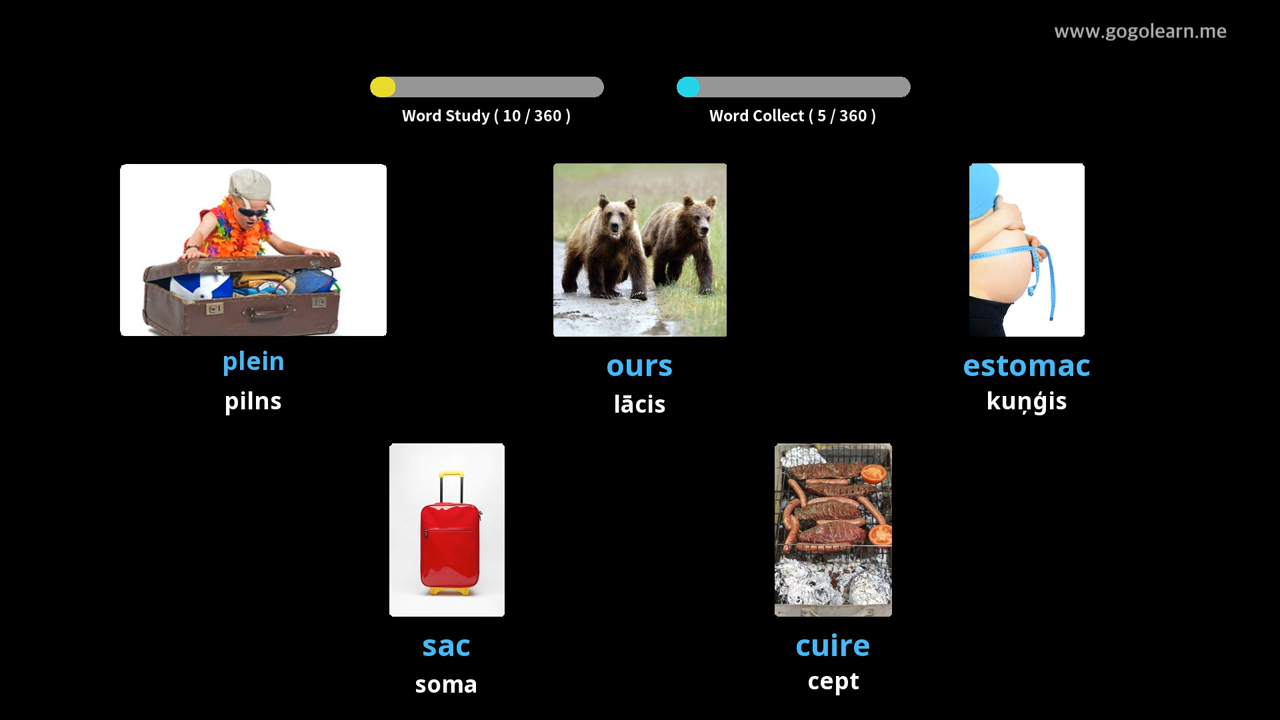 www.gogolearn.me
Word Study ( 10 / 360 )
Word Collect ( 5 / 360 )
plein
pilns
ours
lācis
estomac
kuņģis
sac
soma
cuire
cept